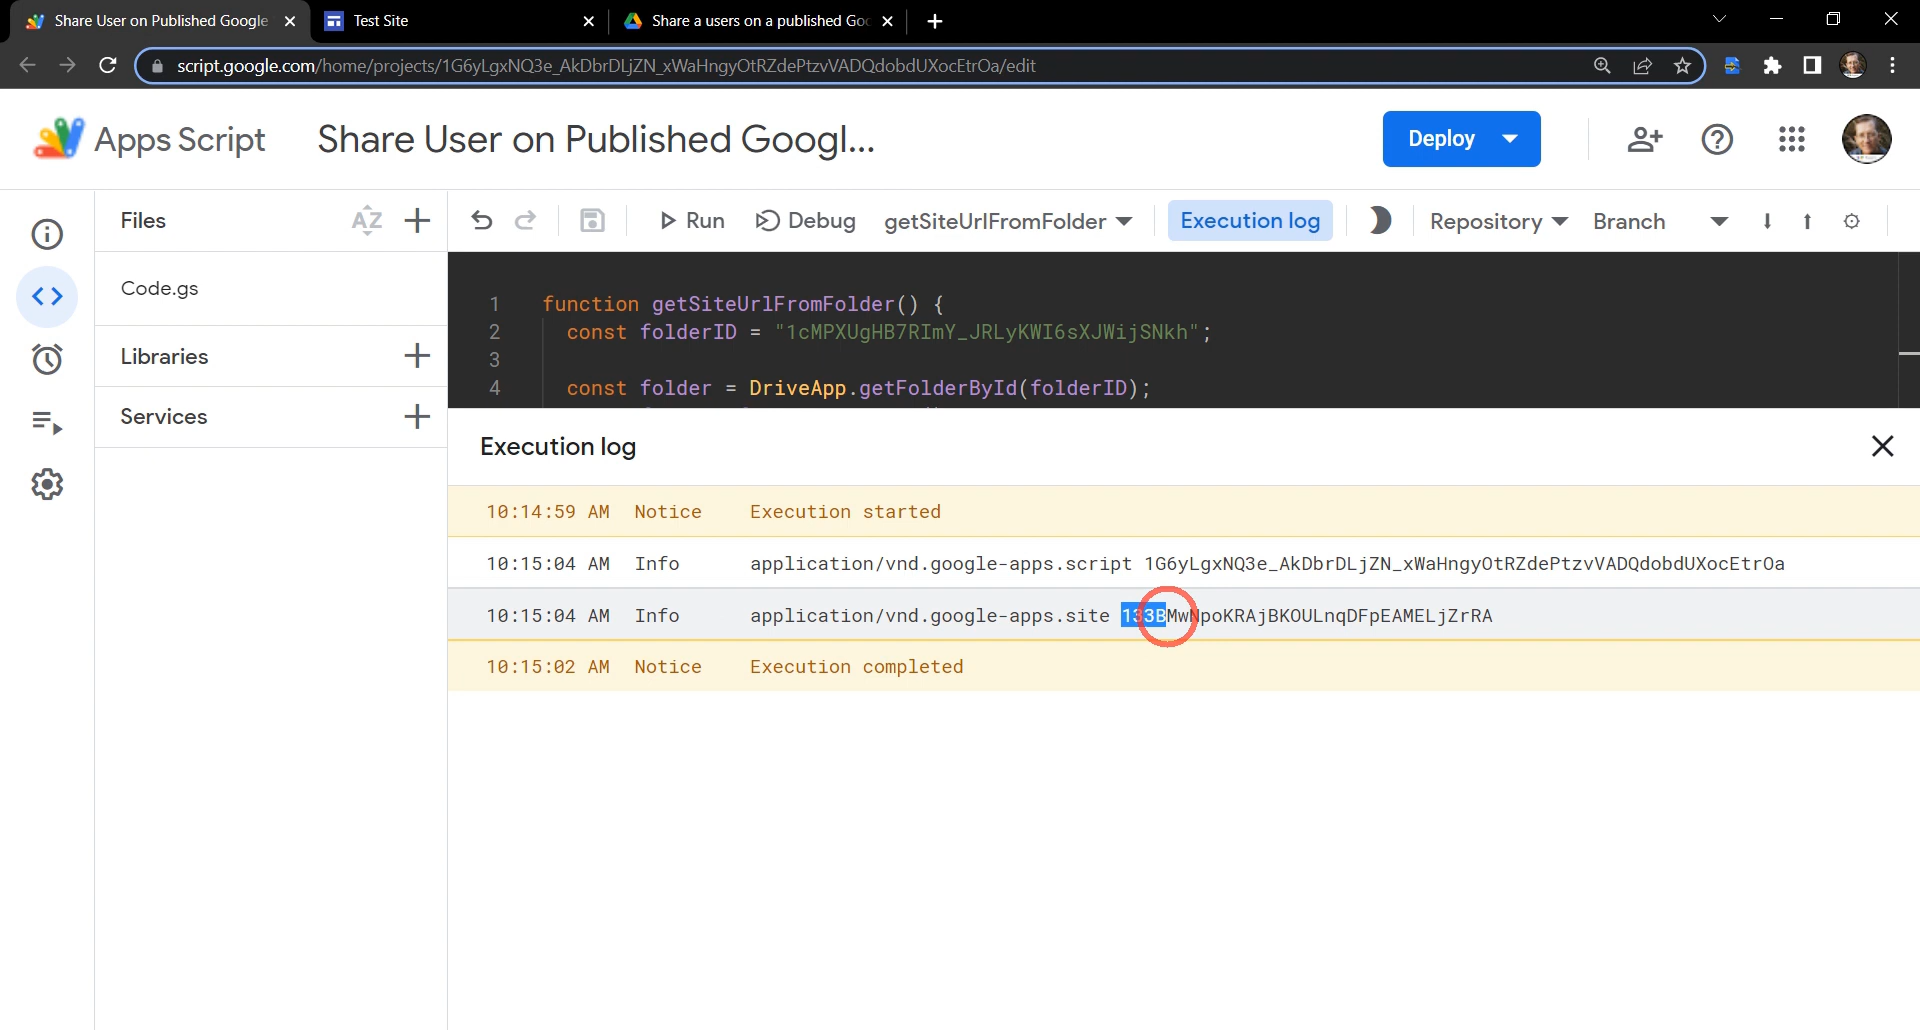 Share User on Published Google
Test Site
Share a users on a published Goo
script.google.com/home/projects/1G6yLgxNQ3e_AkDbrDLjZN_xWaHngyOtRZdePtzvVADQdobdUXocEtrOa/edit
Apps Script
Share User on Published Googl...
Deploy
Files
AZ
Run
Debug
getSiteUrlFromFolder
Execution log
Repository
Branch
Code.gs
Libraries
Services
1 function getSiteUrlFromFolder() {
2 const folderID = "1cMPXUgHB7RImY_JRLyKWI6sXJWijSNkh";
3
4 const folder = DriveApp.getFolderById(folderID);
Execution log
10:14:59 AM Notice Execution started
10:15:04 AM Info application/vnd.google-apps.script 1G6yLgxNQ3e_AkDbrDLjZN_xWaHngyOtRZdePtzvVADQdobdUXocEtrOa
10:15:04 AM Info application/vnd.google-apps.site 133BMwNpoKRAjBKOULnqDFpEAMELjZrRA
10:15:02 AM Notice Execution completed